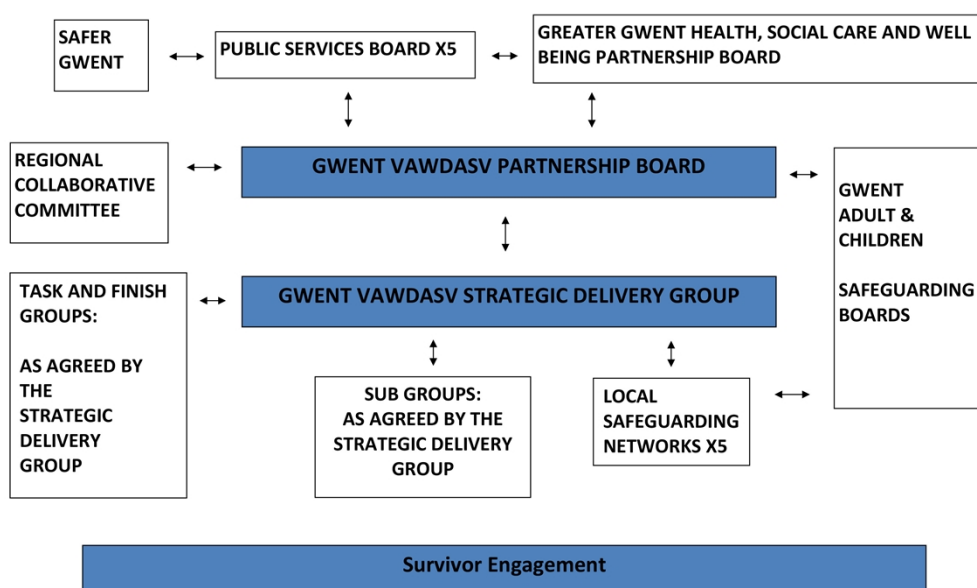 SAFER
GWENT
PUBLIC SERVICES BOARD X5
GREATER GWENT HEALTH, SOCIAL CARE AND WELL
BEING PARTNERSHIP BOARD
REGIONAL
COLLABORATIVE
COMMITTEE
GWENT VAWDASV PARTNERSHIP BOARD
GWENT
ADULT &
CHILDREN
SAFEGUARDING
BOARDS
TASK AND FINISH
GROUPS:
AS AGREED BY
THE
STRATEGIC
DELIVERY
GROUP
GWENT VAWDASV STRATEGIC DELIVERY GROUP
SUB GROUPS:
AS AGREED BY THE
STRATEGIC DELIVERY
GROUP
LOCAL
SAFEGUARDING
NETWORKS X5
Survivor Engagement